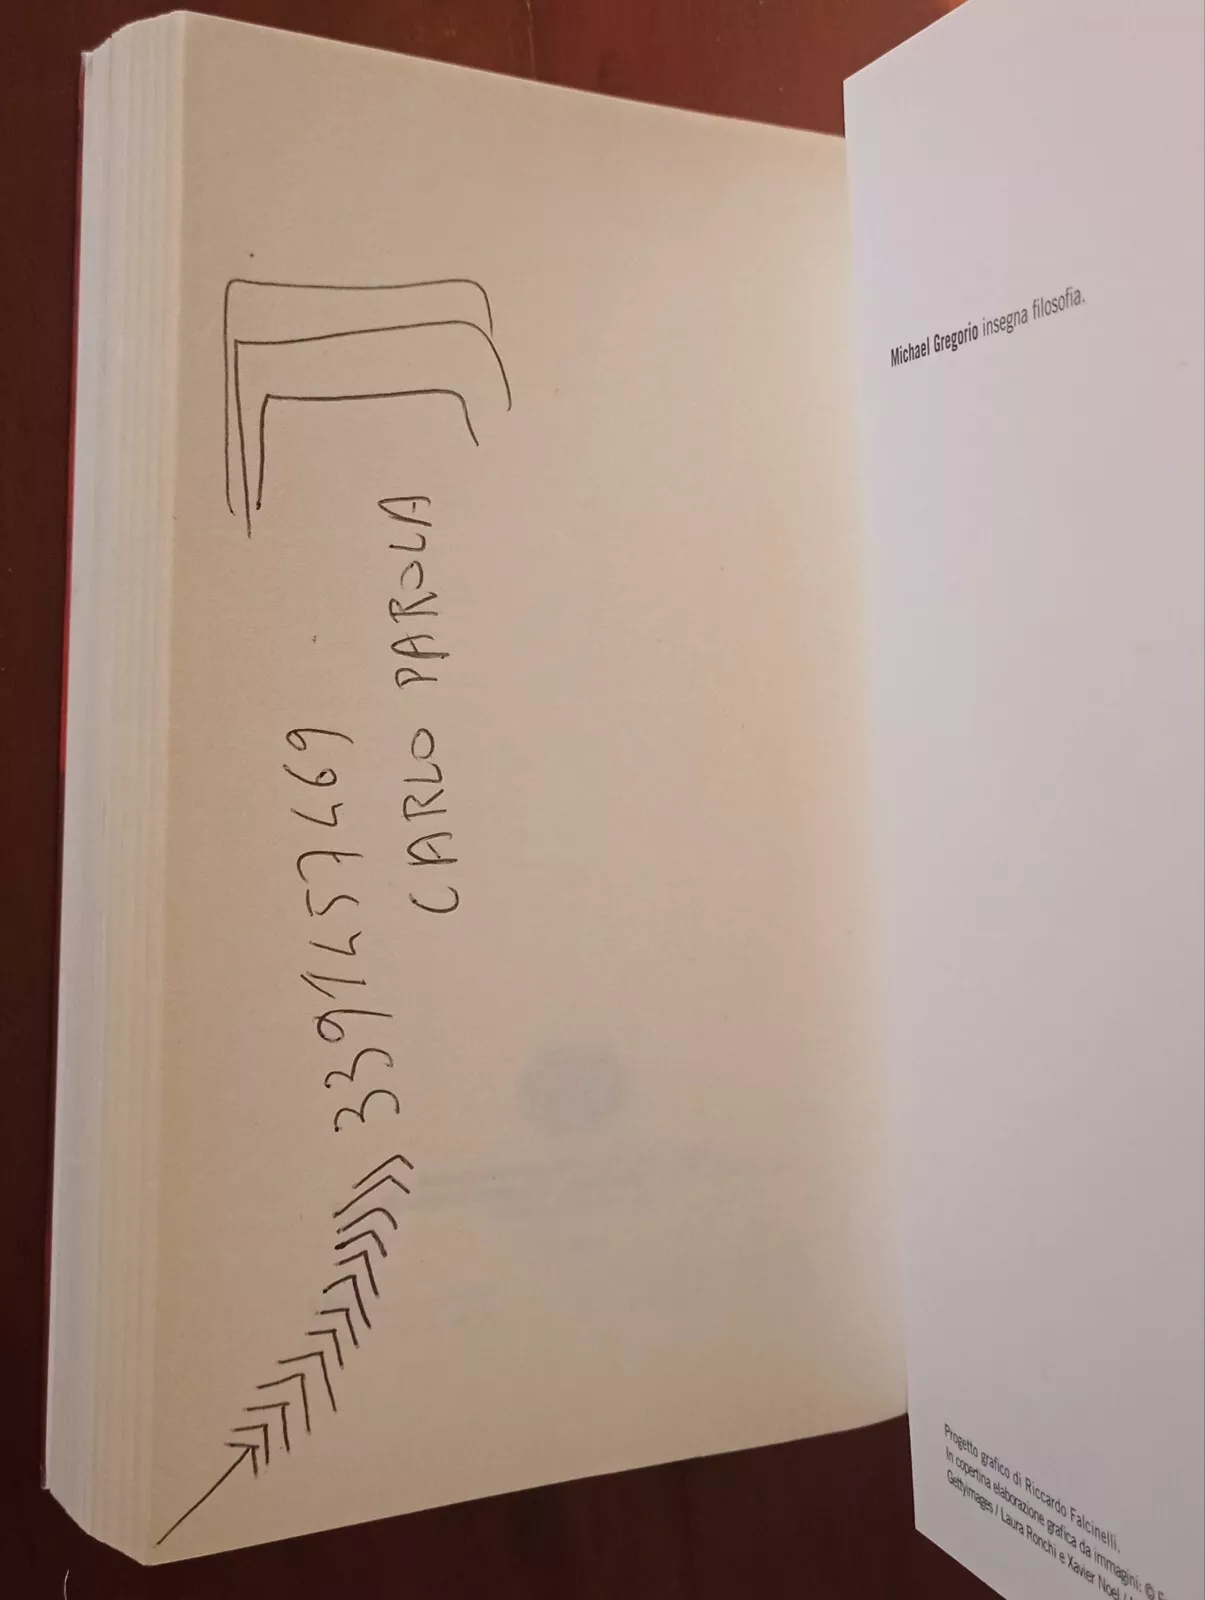 3391457469
CARLO PAROLA
Michael Gregorio insegna filosofia.
Progetto grafico di Riccardo Falcinelli.
In copertina elaborazione grafica da immagini: ©
Gettyimages / Laura Ronchi e Xavier Noel /